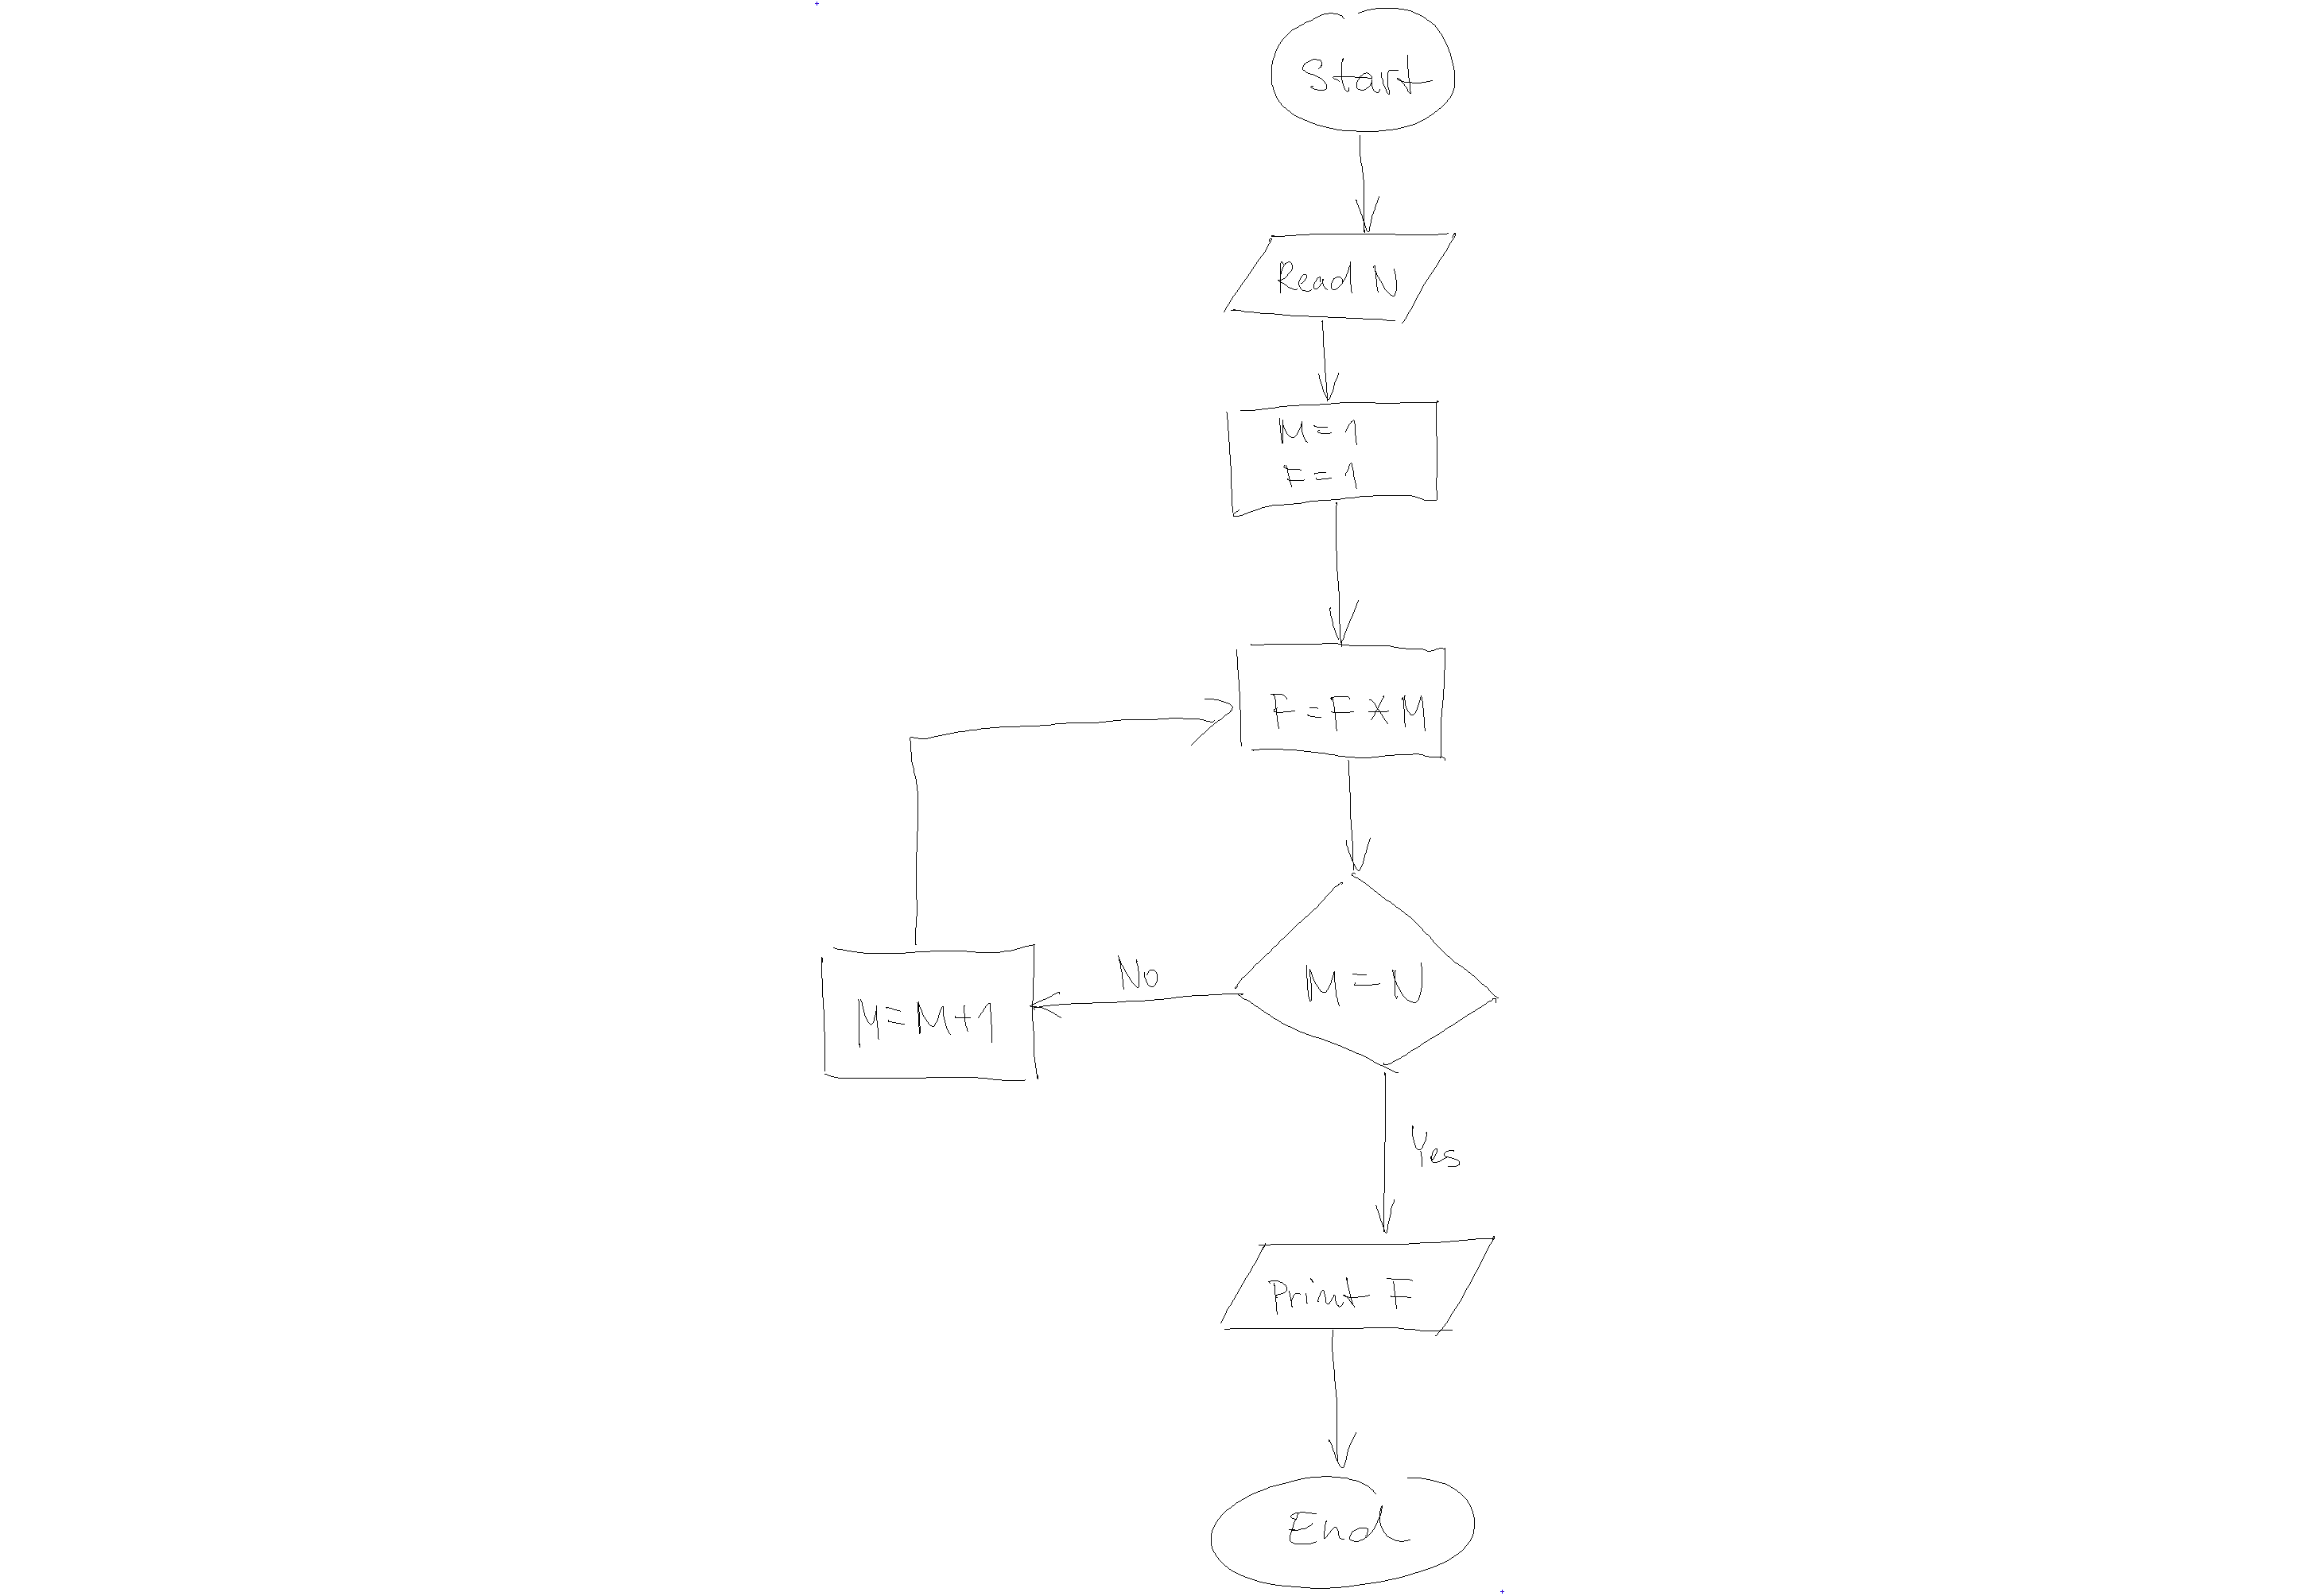 Start
Read N
M=1
F=1
F=F*M
M=N
No
M=M+1
Yes
Print F
End